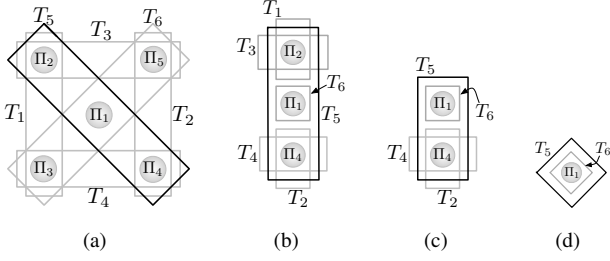 T₅ T₆ T₁
T₃
Π₂ Π₅ T₃ Π₂
T₆ T₅
T₁ Π₁ T₂ Π₁ T₅ Π₁ T₆
T₅ T₆
Π₃ Π₄ T₄ Π₄ T₄ Π₄ Π₁
T₄ T₂ T₂
(a) (b) (c) (d)